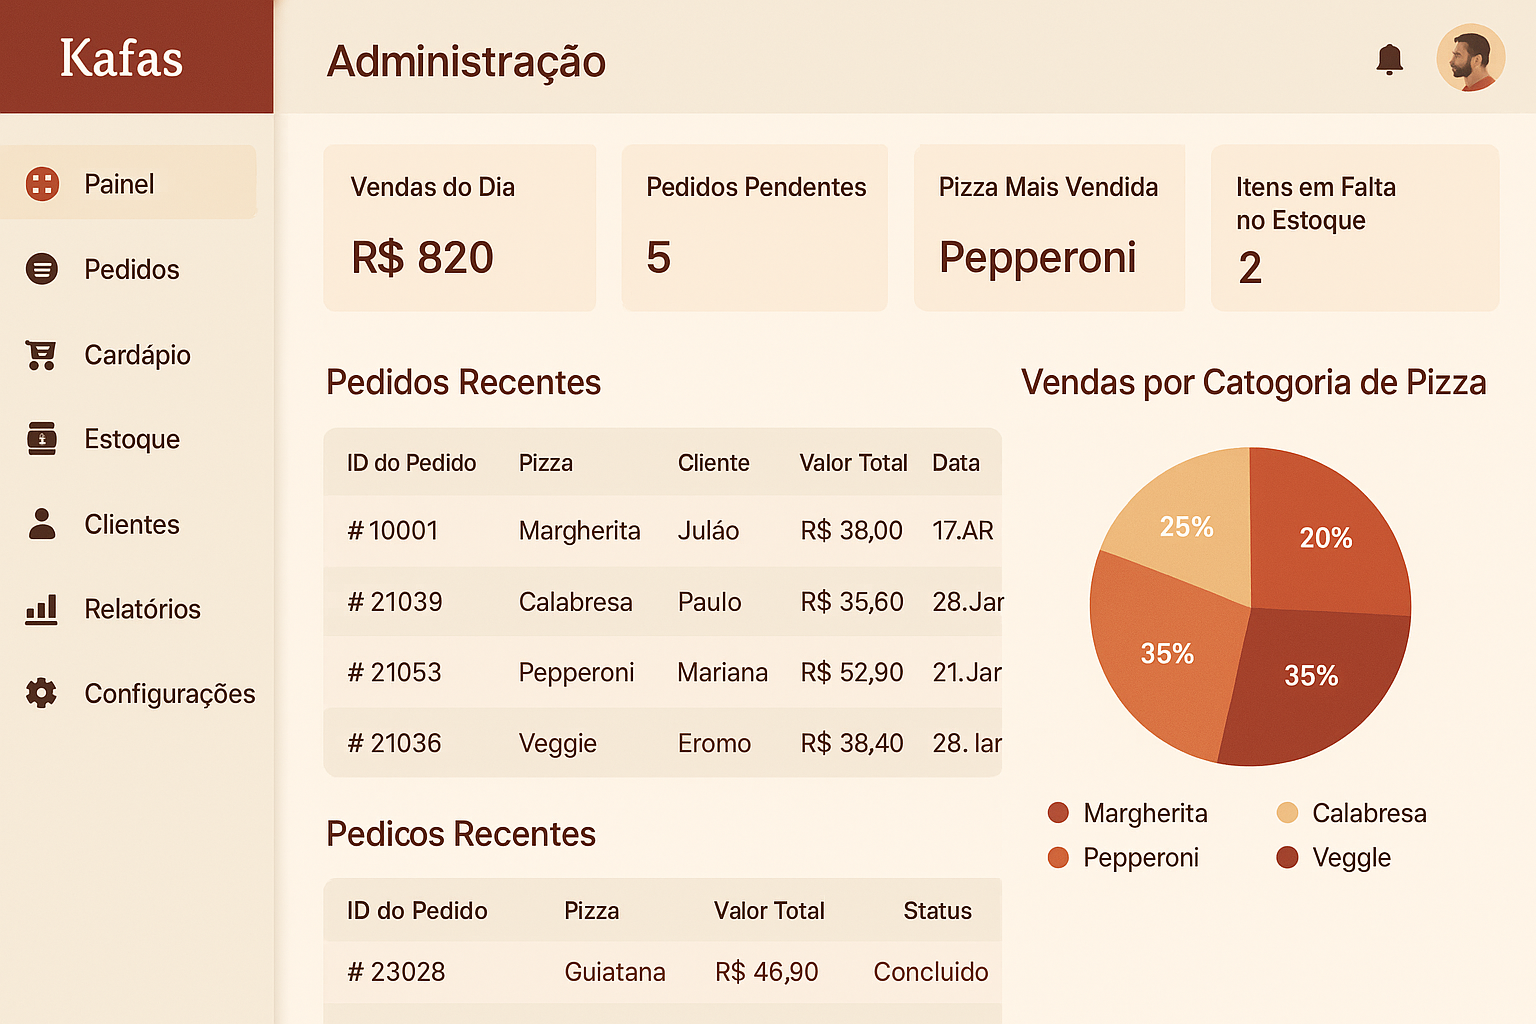 Kafas
Administração
Painel
Pedidos
Cardápio
Estoque
Clientes
Relatórios
Configurações
Vendas do Dia
R$ 820
Pedidos Pendentes
5
Pizza Mais Vendida
Pepperoni
Itens em Falta
no Estoque
2
Pedidos Recentes
ID do Pedido Pizza Cliente Valor Total Data
# 10001 Margherita Juláo R$ 38,00 17.AR
# 21039 Calabresa Paulo R$ 35,60 28.Jar
# 21053 Pepperoni Mariana R$ 52,90 21.Jar
# 21036 Veggie Eromo R$ 38,40 28. lar
Pedicos Recentes
ID do Pedido Pizza Valor Total Status
# 23028 Guiatana R$ 46,90 Concluido
Vendas por Catogoria de Pizza
25%
20%
35%
35%
Margherita
Calabresa
Pepperoni
Veggle